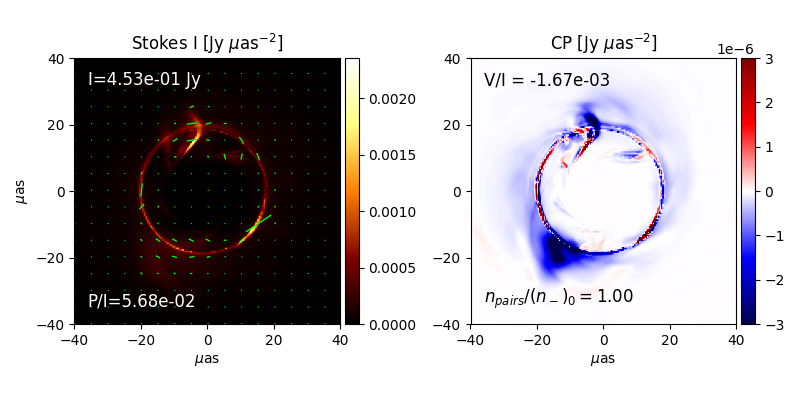 Stokes I [Jy μas⁻²]
I=4.53e-01 Jy
P/I=5.68e-02
40
20
0
−20
−40
−40 −20 0 20 40
μas
μas
0.0020
0.0015
0.0010
0.0005
0.0000
CP [Jy μas⁻²]
1e-6
V/I = -1.67e-03
n_pairs/(n_−)_0 = 1.00
40
20
0
−20
−40
−40 −20 0 20 40
μas
3
2
1
0
−1
−2
−3